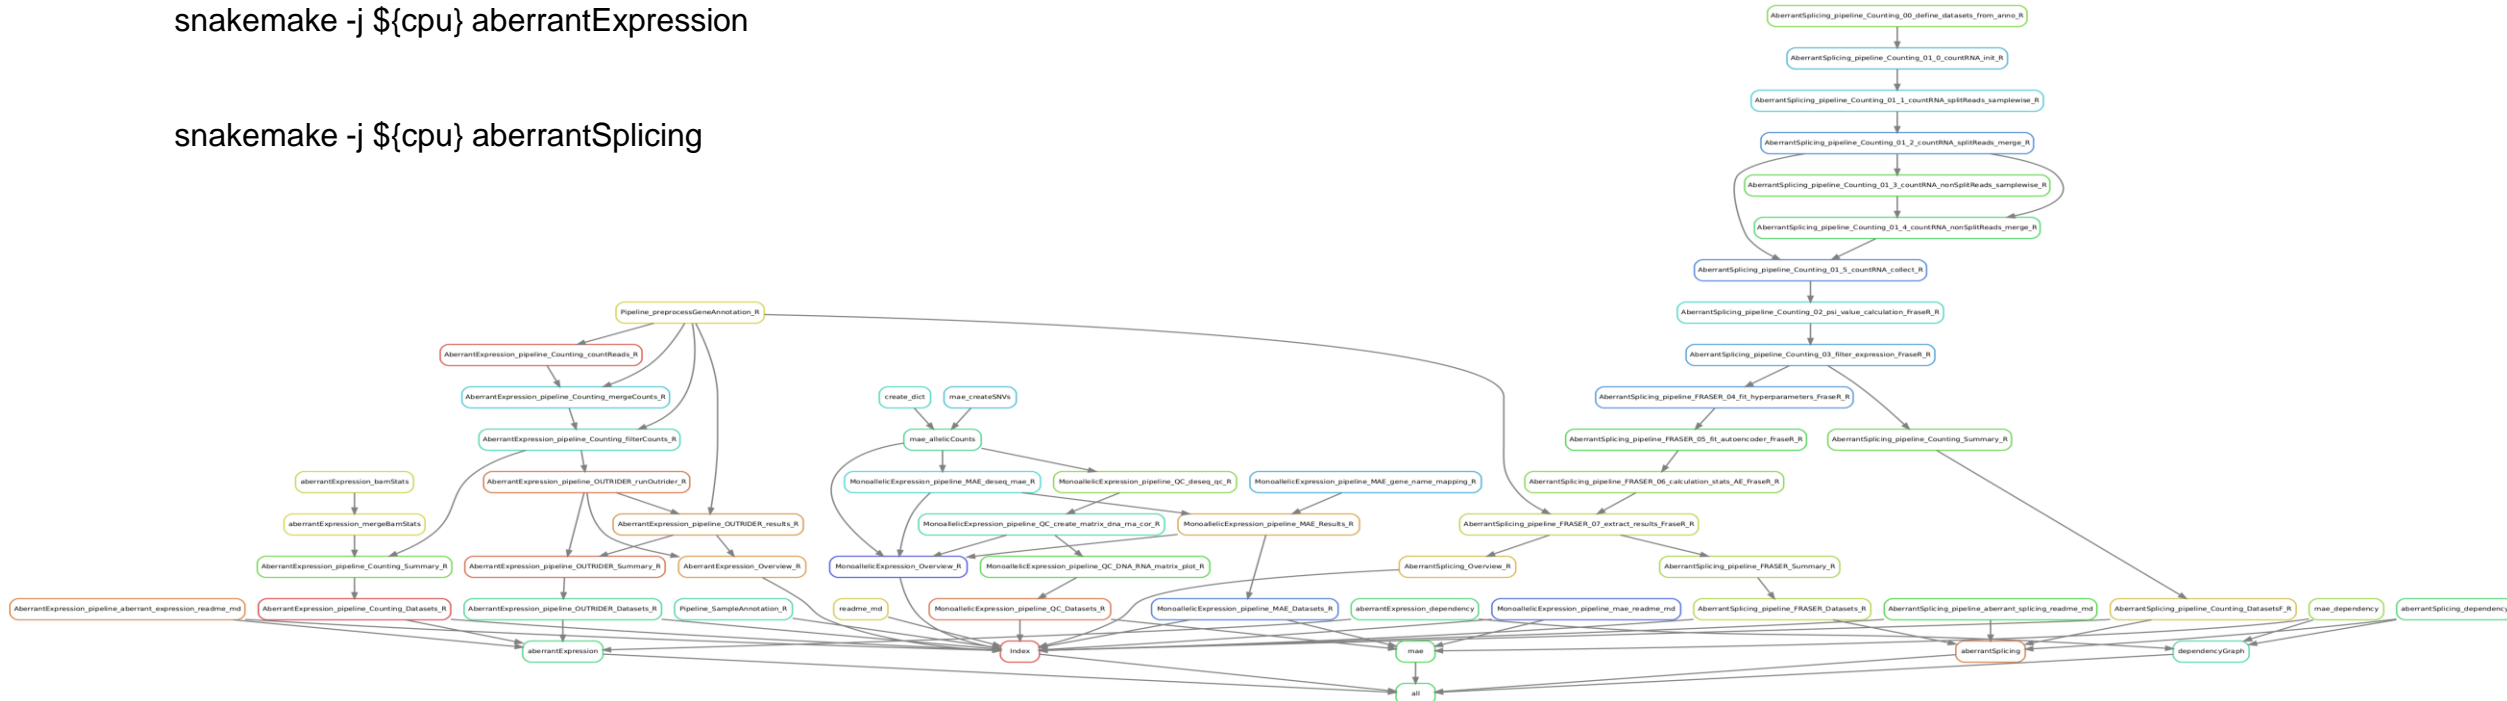 snakemake -j ${cpu} aberrantExpression
snakemake -j ${cpu} aberrantSplicing
AberrantSplicing_pipeline_Counting_00_define_datasets_from_anno_R
AberrantSplicing_pipeline_Counting_01_0_countRNA_init_R
AberrantSplicing_pipeline_Counting_01_1_countRNA_splitReads_samplewise_R
AberrantSplicing_pipeline_Counting_01_2_countRNA_splitReads_merge_R
AberrantSplicing_pipeline_Counting_01_3_countRNA_nonSplitReads_samplewise_R
AberrantSplicing_pipeline_Counting_01_4_countRNA_nonSplitReads_merge_R
AberrantSplicing_pipeline_Counting_01_5_countRNA_collect_R
Pipeline_preprocessGeneAnnotation_R
AberrantSplicing_pipeline_Counting_02_psi_value_calculation_FraseR_R
AberrantExpression_pipeline_Counting_countReads_R
AberrantSplicing_pipeline_Counting_03_filter_expression_FraseR_R
AberrantExpression_pipeline_Counting_mergeCounts_R
create_dict
mae_createSNVs
AberrantSplicing_pipeline_FRASER_04_fit_hyperparameters_FraseR_R
AberrantExpression_pipeline_Counting_filterCounts_R
mae_allelicCounts
AberrantSplicing_pipeline_FRASER_05_fit_autoencoder_FraseR_R
AberrantSplicing_pipeline_Counting_Summary_R
aberrantExpression_bamStats
AberrantExpression_pipeline_OUTRIDER_runOutrider_R
MonoallelicExpression_pipeline_MAE_deseq_mae_R
MonoallelicExpression_pipeline_QC_deseq_qc_R
MonoallelicExpression_pipeline_MAE_gene_name_mapping_R
AberrantSplicing_pipeline_FRASER_06_calculation_stats_AE_FraseR_R
aberrantExpression_mergeBamStats
AberrantExpression_pipeline_OUTRIDER_results_R
MonoallelicExpression_pipeline_QC_create_matrix_dna_rna_cor_R
MonoallelicExpression_pipeline_MAE_Results_R
AberrantSplicing_pipeline_FRASER_07_extract_results_FraseR_R
AberrantExpression_pipeline_Counting_Summary_R
AberrantExpression_pipeline_OUTRIDER_Summary_R
AberrantExpression_Overview_R
MonoallelicExpression_Overview_R
MonoallelicExpression_pipeline_QC_DNA_RNA_matrix_plot_R
AberrantSplicing_Overview_R
AberrantSplicing_pipeline_FRASER_Summary_R
AberrantExpression_pipeline_aberrant_expression_readme_md
AberrantExpression_pipeline_Counting_Datasets_R
AberrantExpression_pipeline_OUTRIDER_Datasets_R
Pipeline_SampleAnnotation_R
readme_md
MonoallelicExpression_pipeline_QC_Datasets_R
MonoallelicExpression_pipeline_MAE_Datasets_R
aberrantExpression_dependency
MonoallelicExpression_pipeline_mae_readme_md
AberrantSplicing_pipeline_FRASER_Datasets_R
AberrantSplicing_pipeline_aberrant_splicing_readme_md
AberrantSplicing_pipeline_Counting_DatasetsF_R
mae_dependency
aberrantSplicing_dependency
aberrantExpression
Index
mae
aberrantSplicing
dependencyGraph
all